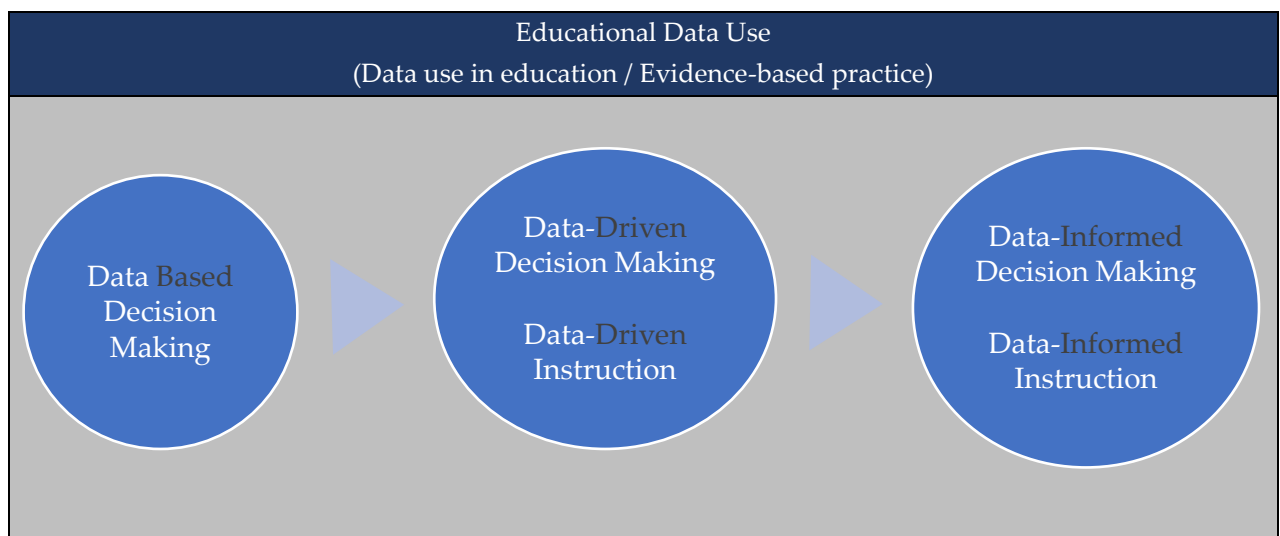 Educational Data Use
(Data use in education / Evidence-based practice)
Data Based
Decision
Making
Data-Driven
Decision Making
Data-Driven
Instruction
Data-Informed
Decision Making
Data-Informed
Instruction